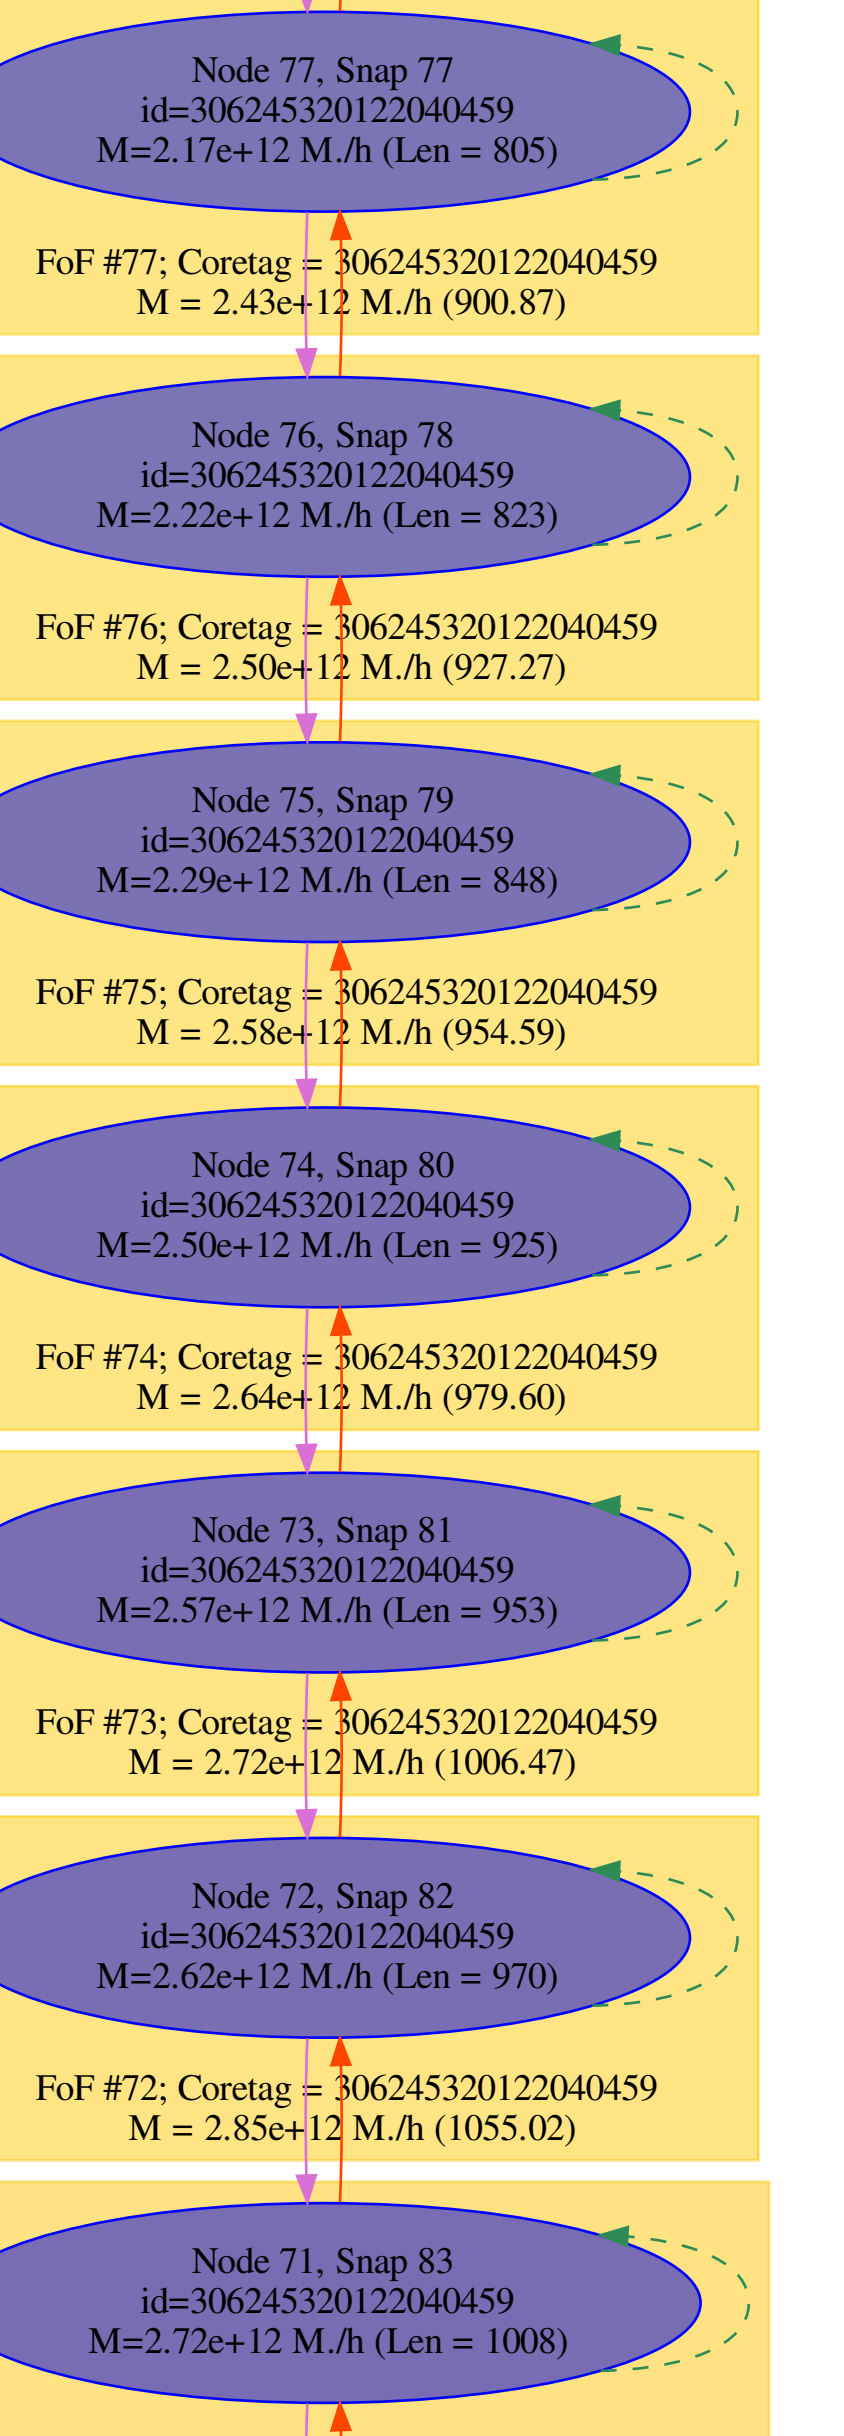 Node 77, Snap 77
id=306245320122040459
M=2.17e+12 M./h (Len = 805)
FoF #77; Coretag = 306245320122040459
M = 2.43e+12 M./h (900.87)
Node 76, Snap 78
id=306245320122040459
M=2.22e+12 M./h (Len = 823)
FoF #76; Coretag = 306245320122040459
M = 2.50e+12 M./h (927.27)
Node 75, Snap 79
id=306245320122040459
M=2.29e+12 M./h (Len = 848)
FoF #75; Coretag = 306245320122040459
M = 2.58e+12 M./h (954.59)
Node 74, Snap 80
id=306245320122040459
M=2.50e+12 M./h (Len = 925)
FoF #74; Coretag = 306245320122040459
M = 2.64e+12 M./h (979.60)
Node 73, Snap 81
id=306245320122040459
M=2.57e+12 M./h (Len = 953)
FoF #73; Coretag = 306245320122040459
M = 2.72e+12 M./h (1006.47)
Node 72, Snap 82
id=306245320122040459
M=2.62e+12 M./h (Len = 970)
FoF #72; Coretag = 306245320122040459
M = 2.85e+12 M./h (1055.02)
Node 71, Snap 83
id=306245320122040459
M=2.72e+12 M./h (Len = 1008)